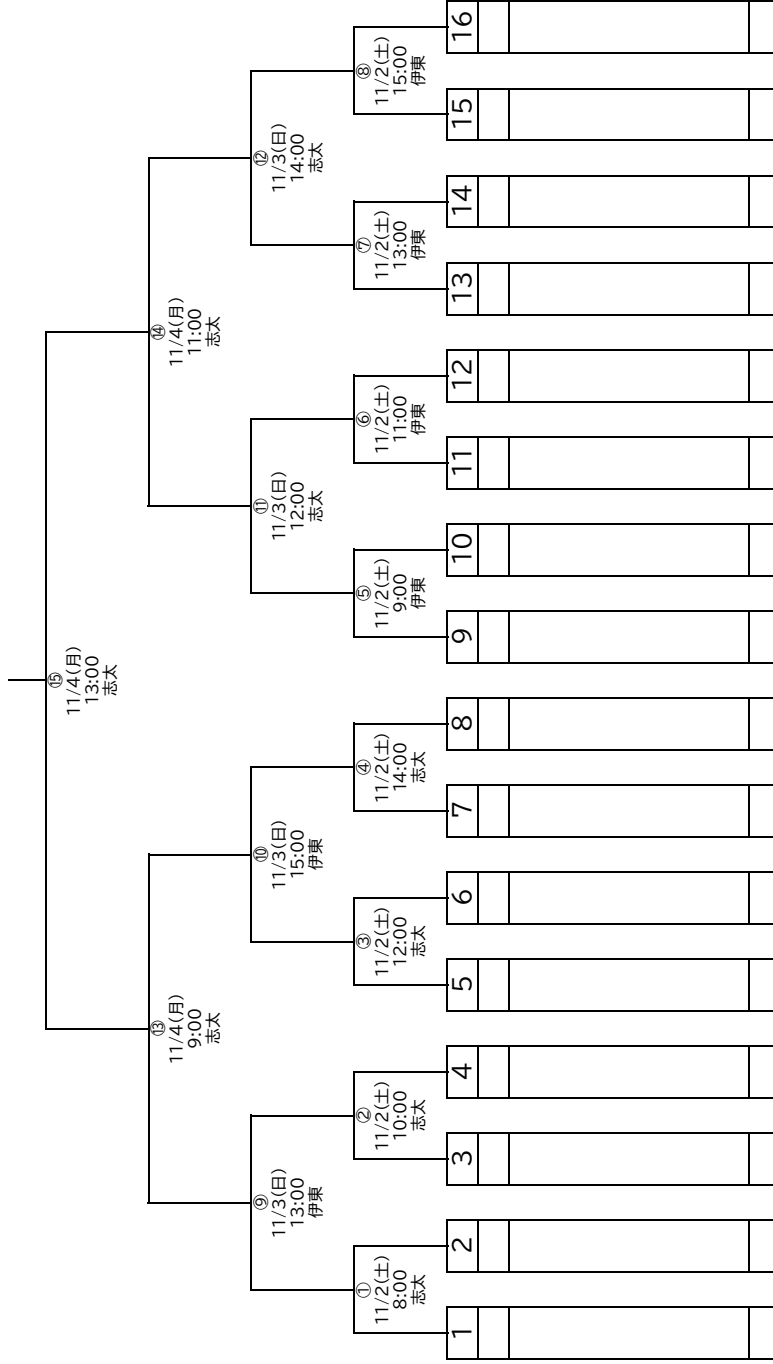 ⑮
11/4(月)
13:00
志太
⑬
11/4(月)
9:00
志太
⑭
11/4(月)
11:00
志太
⑨
11/3(日)
13:00
伊東
⑩
11/3(日)
15:00
伊東
⑪
11/3(日)
12:00
志太
⑫
11/3(日)
14:00
志太
①
11/2(土)
8:00
志太
②
11/2(土)
10:00
志太
③
11/2(土)
12:00
志太
④
11/2(土)
14:00
志太
⑤
11/2(土)
9:00
伊東
⑥
11/2(土)
11:00
伊東
⑦
11/2(土)
13:00
伊東
⑧
11/2(土)
15:00
伊東
1
2
3
4
5
6
7
8
9
10
11
12
13
14
15
16